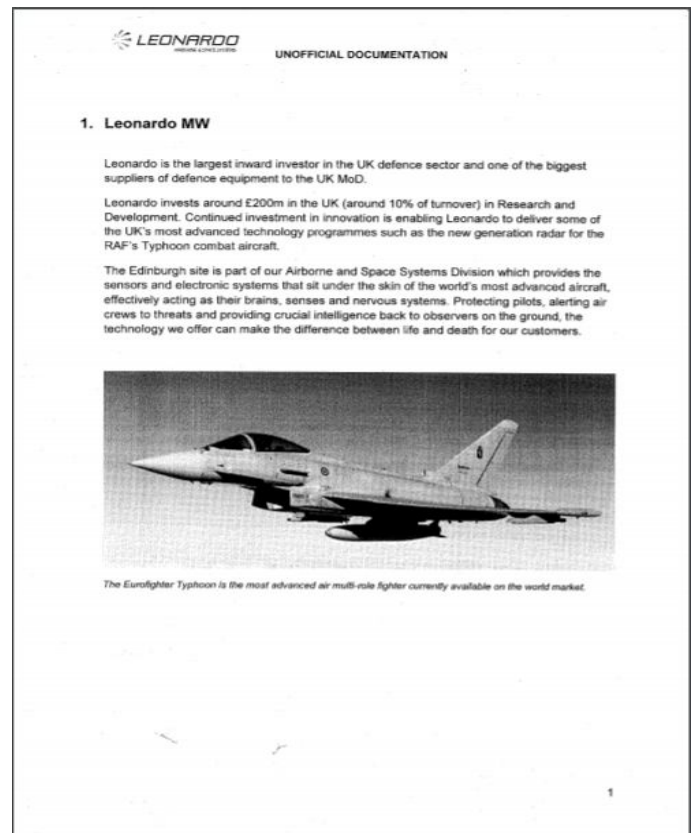 LEONARDO
UNOFFICIAL DOCUMENTATION
1. Leonardo MW
Leonardo is the largest inward investor in the UK defence sector and one of the biggest
suppliers of defence equipment to the UK MoD.
Leonardo invests around £200m in the UK (around 10% of turnover) in Research and
Development. Continued investment in innovation is enabling Leonardo to deliver some of
the UK's most advanced technology programmes such as the new generation radar for the
RAF's Typhoon combat aircraft.
The Edinburgh site is part of our Airborne and Space Systems Division which provides the
sensors and electronic systems that sit under the skin of the world's most advanced aircraft,
effectively acting as their brains, senses and nervous systems. Protecting pilots, alerting air
crews to threats and providing crucial intelligence back to observers on the ground, the
technology we offer can make the difference between life and death for our customers.
The Eurofighter Typhoon is the most advanced air multi-role fighter currently available on the world market.
1